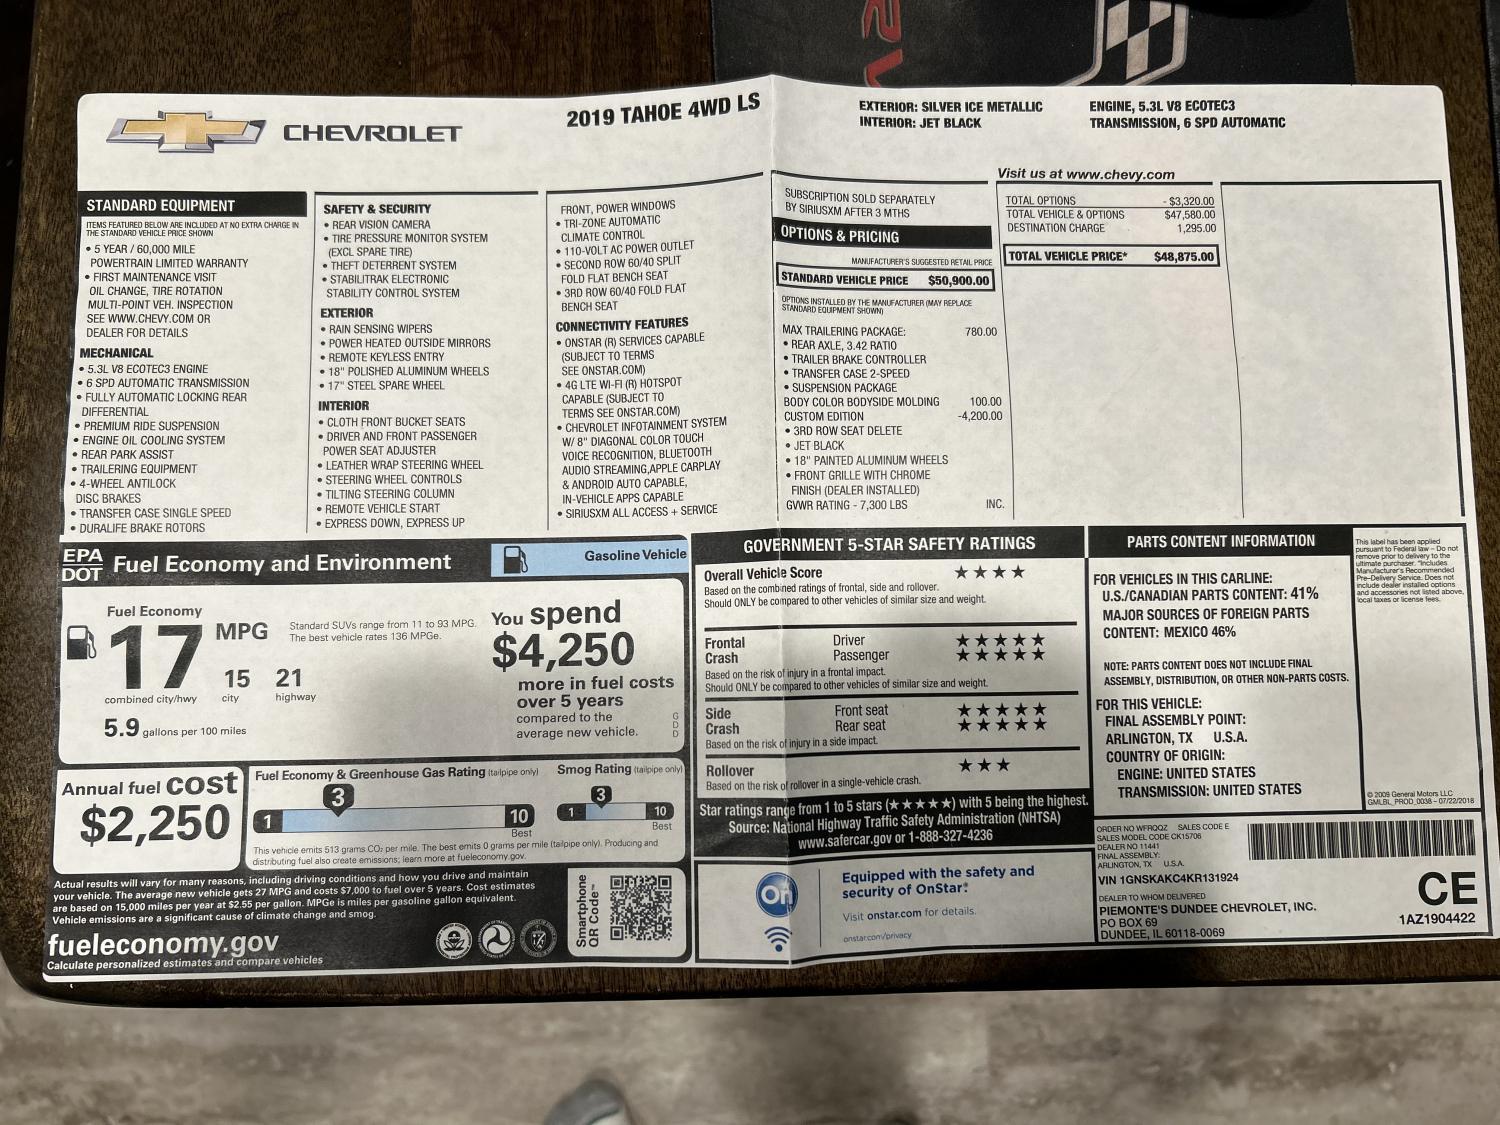 CHEVROLET
2019 TAHOE 4WD LS
EXTERIOR: SILVER ICE METALLIC
INTERIOR: JET BLACK
ENGINE, 5.3L V8 ECOTEC3
TRANSMISSION, 6 SPD AUTOMATIC
Visit us at www.chevy.com
STANDARD EQUIPMENT
ITEMS FEATURED BELOW ARE INCLUDED AT NO EXTRA CHARGE IN
THE STANDARD VEHICLE PRICE SHOWN
• 5 YEAR / 60,000 MILE
POWERTRAIN LIMITED WARRANTY
• FIRST MAINTENANCE VISIT
OIL CHANGE, TIRE ROTATION
MULTI-POINT VEH. INSPECTION
SEE WWW.CHEVY.COM OR
DEALER FOR DETAILS
MECHANICAL
• 5.3L V8 ECOTEC3 ENGINE
• 6 SPD AUTOMATIC TRANSMISSION
• FULLY AUTOMATIC LOCKING REAR
DIFFERENTIAL
• PREMIUM RIDE SUSPENSION
• ENGINE OIL COOLING SYSTEM
• REAR PARK ASSIST
• TRAILERING EQUIPMENT
• 4-WHEEL ANTILOCK
DISC BRAKES
• TRANSFER CASE SINGLE SPEED
• DURALIFE BRAKE ROTORS
SAFETY & SECURITY
• REAR VISION CAMERA
• TIRE PRESSURE MONITOR SYSTEM
(EXCL SPARE TIRE)
• THEFT DETERRENT SYSTEM
• STABILITRAK ELECTRONIC
STABILITY CONTROL SYSTEM
EXTERIOR
• RAIN SENSING WIPERS
• POWER HEATED OUTSIDE MIRRORS
• REMOTE KEYLESS ENTRY
• 18" POLISHED ALUMINUM WHEELS
• 17" STEEL SPARE WHEEL
INTERIOR
• CLOTH FRONT BUCKET SEATS
• DRIVER AND FRONT PASSENGER
POWER SEAT ADJUSTER
• LEATHER WRAP STEERING WHEEL
• STEERING WHEEL CONTROLS
• TILTING STEERING COLUMN
• REMOTE VEHICLE START
• EXPRESS DOWN, EXPRESS UP
FRONT, POWER WINDOWS
• TRI-ZONE AUTOMATIC
CLIMATE CONTROL
• 110-VOLT AC POWER OUTLET
• SECOND ROW 60/40 SPLIT
FOLD FLAT BENCH SEAT
• 3RD ROW 60/40 FOLD FLAT
BENCH SEAT
CONNECTIVITY FEATURES
• ONSTAR (R) SERVICES CAPABLE
(SUBJECT TO TERMS
SEE ONSTAR.COM)
• 4G LTE WI-FI (R) HOTSPOT
CAPABLE (SUBJECT TO
TERMS SEE ONSTAR.COM)
• CHEVROLET INFOTAINMENT SYSTEM
W/ 8" DIAGONAL COLOR TOUCH
VOICE RECOGNITION, BLUETOOTH
AUDIO STREAMING,APPLE CARPLAY
& ANDROID AUTO CAPABLE,
IN-VEHICLE APPS CAPABLE
• SIRIUSXM ALL ACCESS + SERVICE
SUBSCRIPTION SOLD SEPARATELY
BY SIRIUSXM AFTER 3 MTHS
OPTIONS & PRICING
MANUFACTURER'S SUGGESTED RETAIL PRICE
STANDARD VEHICLE PRICE $50,900.00
OPTIONS INSTALLED BY THE MANUFACTURER (MAY REPLACE
STANDARD EQUIPMENT SHOWN)
MAX TRAILERING PACKAGE: 780.00
• REAR AXLE, 3.42 RATIO
• TRAILER BRAKE CONTROLLER
• TRANSFER CASE 2-SPEED
• SUSPENSION PACKAGE
BODY COLOR BODYSIDE MOLDING 100.00
CUSTOM EDITION -4,200.00
• 3RD ROW SEAT DELETE
• JET BLACK
• 18" PAINTED ALUMINUM WHEELS
• FRONT GRILLE WITH CHROME
FINISH (DEALER INSTALLED)
GVWR RATING - 7,300 LBS INC.
TOTAL OPTIONS - $3,320.00
TOTAL VEHICLE & OPTIONS $47,580.00
DESTINATION CHARGE 1,295.00
TOTAL VEHICLE PRICE* $48,875.00
EPA
DOT
Fuel Economy and Environment
Gasoline Vehicle
Fuel Economy
17 MPG
combined city/hwy
15
city
21
highway
5.9 gallons per 100 miles
Standard SUVs range from 11 to 93 MPG.
The best vehicle rates 136 MPGe.
You spend
$4,250
more in fuel costs
over 5 years
compared to the
average new vehicle.
G
D
D
Annual fuel cost
$2,250
Fuel Economy & Greenhouse Gas Rating (tailpipe only)
3
1
10
Best
Smog Rating (tailpipe only)
3
1
10
Best
This vehicle emits 513 grams CO₂ per mile. The best emits 0 grams per mile (tailpipe only). Producing and
distributing fuel also create emissions; learn more at fueleconomy.gov.
Actual results will vary for many reasons, including driving conditions and how you drive and maintain
your vehicle. The average new vehicle gets 27 MPG and costs $7,000 to fuel over 5 years. Cost estimates
are based on 15,000 miles per year at $2.55 per gallon. MPGe is miles per gasoline gallon equivalent.
Vehicle emissions are a significant cause of climate change and smog.
fueleconomy.gov
Calculate personalized estimates and compare vehicles
Smartphone
QR Code™
GOVERNMENT 5-STAR SAFETY RATINGS
Overall Vehicle Score ★★★★
Based on the combined ratings of frontal, side and rollover.
Should ONLY be compared to other vehicles of similar size and weight.
Frontal Driver ★★★★★
Crash Passenger ★★★★★
Based on the risk of injury in a frontal impact.
Should ONLY be compared to other vehicles of similar size and weight.
Side Front seat ★★★★★
Crash Rear seat ★★★★★
Based on the risk of injury in a side impact.
Rollover ★★★
Based on the risk of rollover in a single-vehicle crash.
Star ratings range from 1 to 5 stars (★★★★★) with 5 being the highest.
Source: National Highway Traffic Safety Administration (NHTSA)
www.safercar.gov or 1-888-327-4236
On
Equipped with the safety and
security of OnStar®
Visit onstar.com for details.
onstar.com/privacy
PARTS CONTENT INFORMATION
FOR VEHICLES IN THIS CARLINE:
U.S./CANADIAN PARTS CONTENT: 41%
MAJOR SOURCES OF FOREIGN PARTS
CONTENT: MEXICO 46%
NOTE: PARTS CONTENT DOES NOT INCLUDE FINAL
ASSEMBLY, DISTRIBUTION, OR OTHER NON-PARTS COSTS.
FOR THIS VEHICLE:
FINAL ASSEMBLY POINT:
ARLINGTON, TX U.S.A.
COUNTRY OF ORIGIN:
ENGINE: UNITED STATES
TRANSMISSION: UNITED STATES
This label has been applied
pursuant to Federal law – Do not
remove prior to delivery to the
ultimate purchaser. *Includes
Manufacturer's Recommended
Pre-Delivery Service. Does not
include dealer installed options
and accessories not listed above,
local taxes or license fees.
© 2009 General Motors LLC
GMLBL_PROD_0038 – 07/22/2018
ORDER NO WFRQQZ SALES CODE E
SALES MODEL CODE CK15706
DEALER NO 11441
FINAL ASSEMBLY:
ARLINGTON, TX U.S.A.
VIN 1GNSKAKC4KR131924
DEALER TO WHOM DELIVERED
PIEMONTE'S DUNDEE CHEVROLET, INC.
PO BOX 69
DUNDEE, IL 60118-0069
CE
1AZ1904422